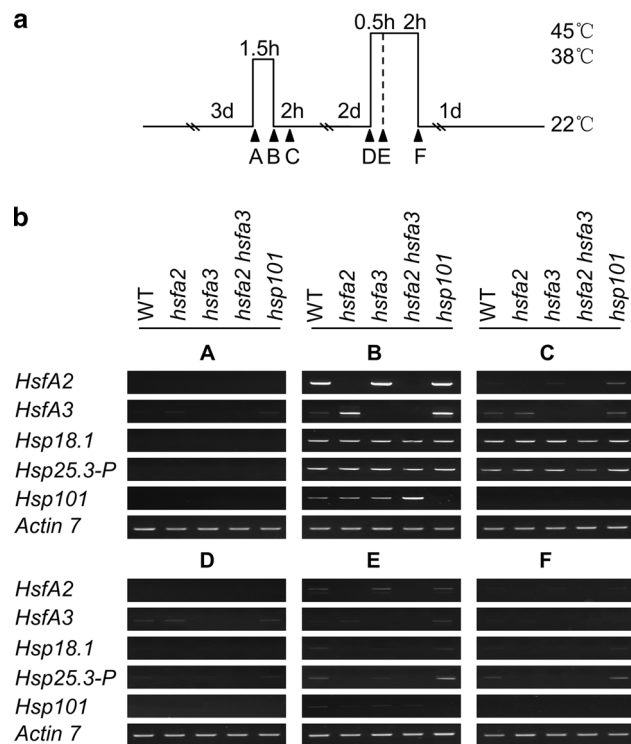 a
0.5h 2h 45℃
1.5h 38℃
3d 2h 2d 1d 22℃
A B C D E F
b
WT hsfa2 hsfa3 hsfa2 hsfa3 hsp101 WT hsfa2 hsfa3 hsfa2 hsfa3 hsp101 WT hsfa2 hsfa3 hsfa2 hsfa3 hsp101
A B C
HsfA2
HsfA3
Hsp18.1
Hsp25.3-P
Hsp101
Actin 7
D E F
HsfA2
HsfA3
Hsp18.1
Hsp25.3-P
Hsp101
Actin 7